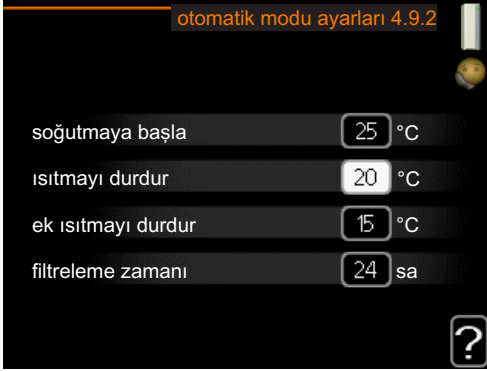 otomatik modu ayarları 4.9.2
soğutmaya başla 25 °C
ısıtmayı durdur 20 °C
ek ısıtmayı durdur 15 °C
filtreleme zamanı 24 sa
?